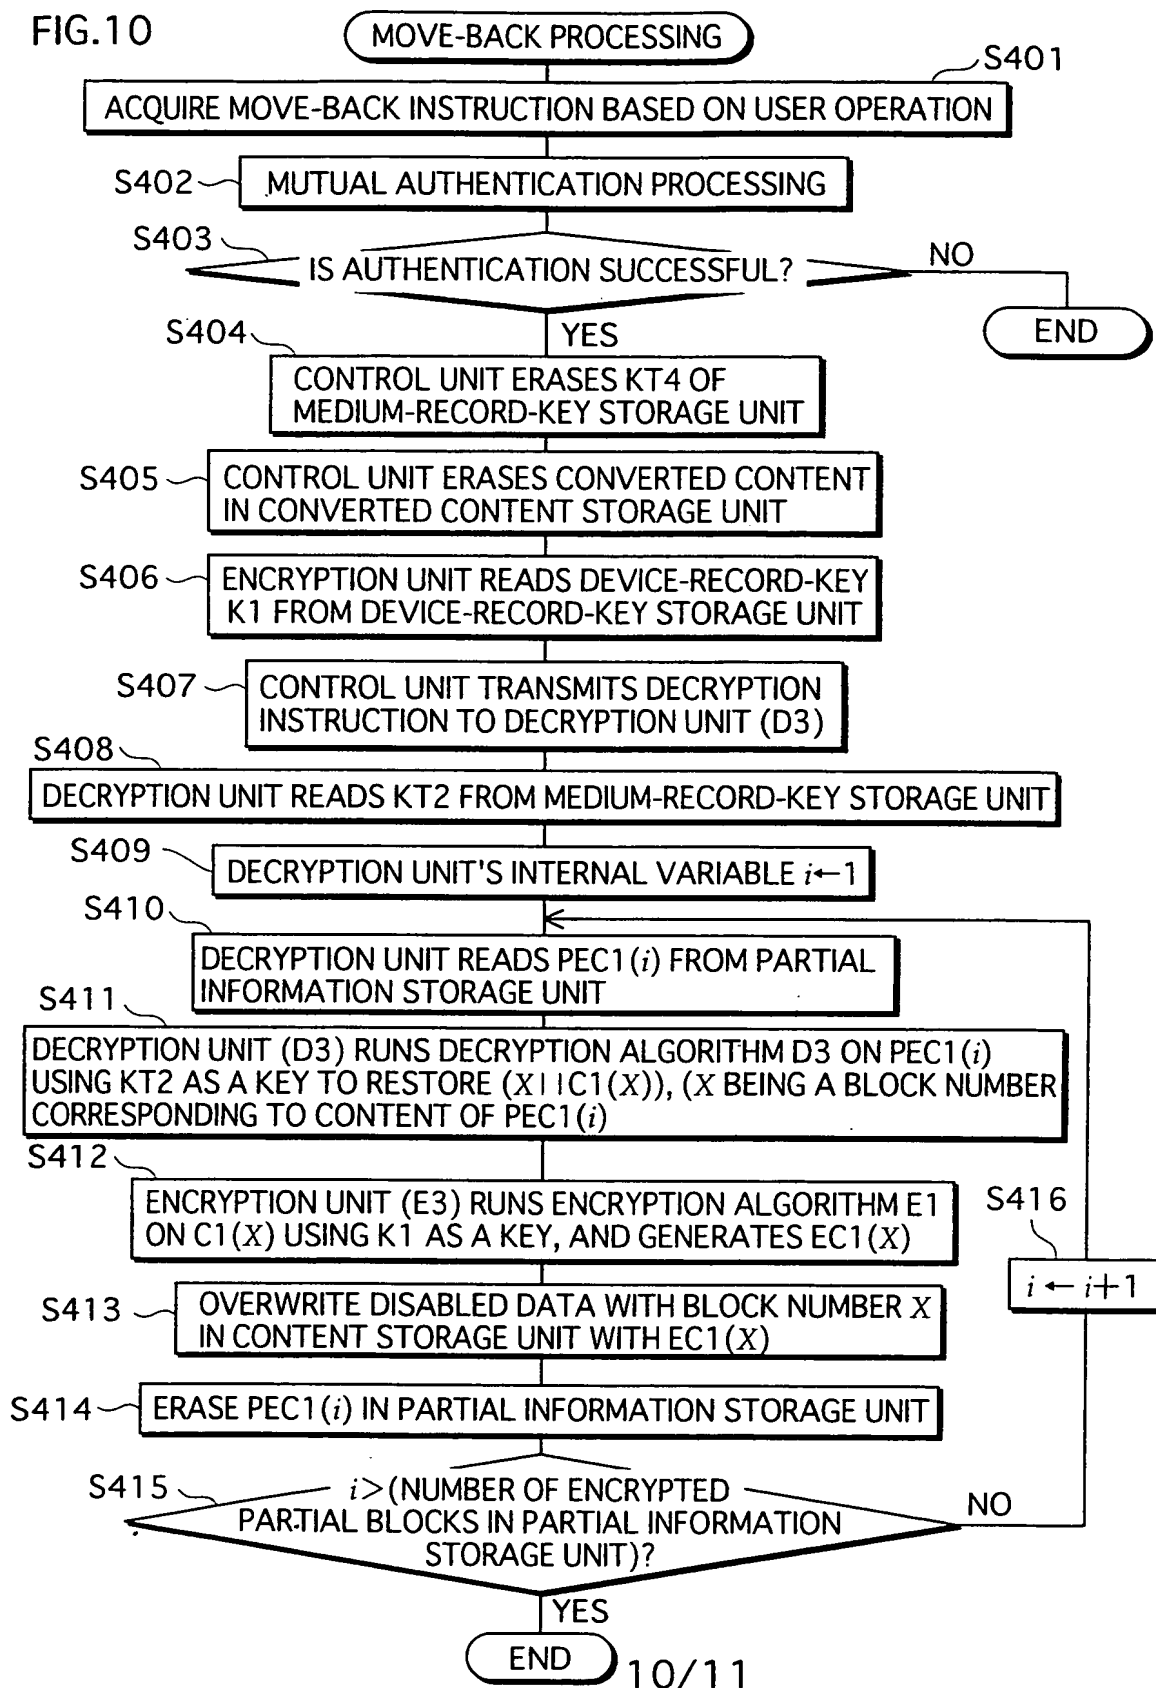 FIG.10
MOVE-BACK PROCESSING
S401
ACQUIRE MOVE-BACK INSTRUCTION BASED ON USER OPERATION
S402
MUTUAL AUTHENTICATION PROCESSING
S403
IS AUTHENTICATION SUCCESSFUL?
NO
END
YES
S404
CONTROL UNIT ERASES KT4 OF
MEDIUM-RECORD-KEY STORAGE UNIT
S405
CONTROL UNIT ERASES CONVERTED CONTENT
IN CONVERTED CONTENT STORAGE UNIT
S406
ENCRYPTION UNIT READS DEVICE-RECORD-KEY
K1 FROM DEVICE-RECORD-KEY STORAGE UNIT
S407
CONTROL UNIT TRANSMITS DECRYPTION
INSTRUCTION TO DECRYPTION UNIT (D3)
S408
DECRYPTION UNIT READS KT2 FROM MEDIUM-RECORD-KEY STORAGE UNIT
S409
DECRYPTION UNIT'S INTERNAL VARIABLE i←1
S410
DECRYPTION UNIT READS PEC1(i) FROM PARTIAL
INFORMATION STORAGE UNIT
S411
DECRYPTION UNIT (D3) RUNS DECRYPTION ALGORITHM D3 ON PEC1(i)
USING KT2 AS A KEY TO RESTORE (X||C1(X)), (X BEING A BLOCK NUMBER
CORRESPONDING TO CONTENT OF PEC1(i)
S412
ENCRYPTION UNIT (E3) RUNS ENCRYPTION ALGORITHM E1
ON C1(X) USING K1 AS A KEY, AND GENERATES EC1(X)
S416
i ← i+1
S413
OVERWRITE DISABLED DATA WITH BLOCK NUMBER X
IN CONTENT STORAGE UNIT WITH EC1(X)
S414
ERASE PEC1(i) IN PARTIAL INFORMATION STORAGE UNIT
S415
i>(NUMBER OF ENCRYPTED
PARTIAL BLOCKS IN PARTIAL INFORMATION
STORAGE UNIT)?
NO
YES
END
10/11